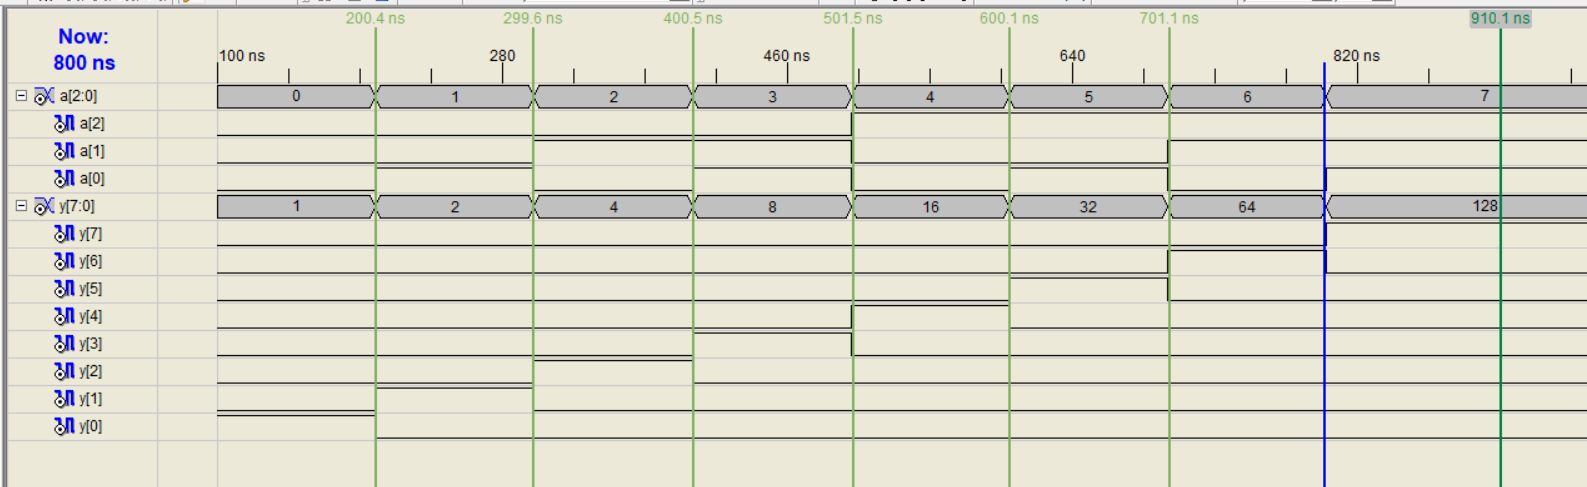 200.4 ns 299.6 ns 400.5 ns 501.5 ns 600.1 ns 701.1 ns 910.1 ns
Now:
800 ns
100 ns 280 460 ns 640 820 ns
a[2:0] 0 1 2 3 4 5 6 7
a[2]
a[1]
a[0]
y[7:0] 1 2 4 8 16 32 64 128
y[7]
y[6]
y[5]
y[4]
y[3]
y[2]
y[1]
y[0]